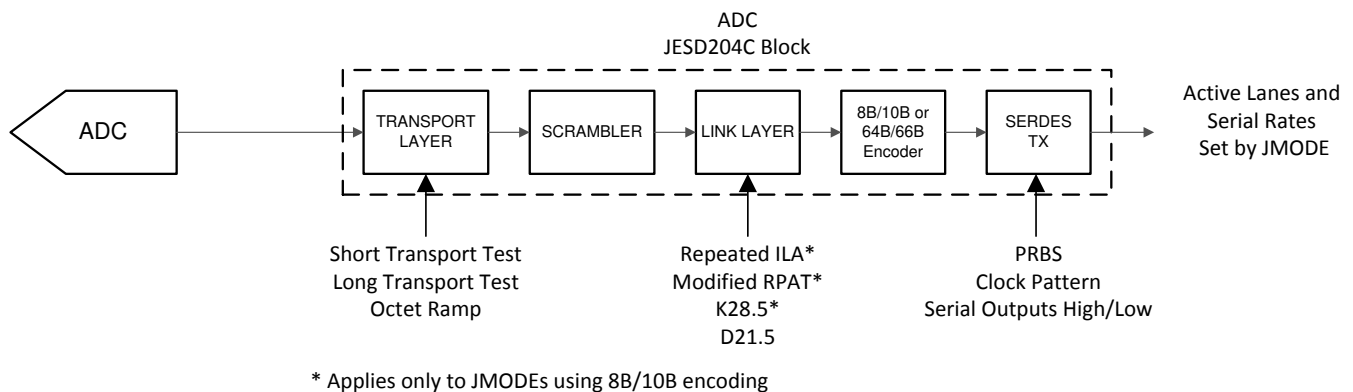 ADC
JESD204C Block
ADC
TRANSPORT
LAYER
SCRAMBLER
LINK LAYER
8B/10B or
64B/66B
Encoder
SERDES
TX
Active Lanes and
Serial Rates
Set by JMODE
Short Transport Test
Long Transport Test
Octet Ramp
Repeated ILA*
Modified RPAT*
K28.5*
D21.5
PRBS
Clock Pattern
Serial Outputs High/Low
* Applies only to JMODEs using 8B/10B encoding